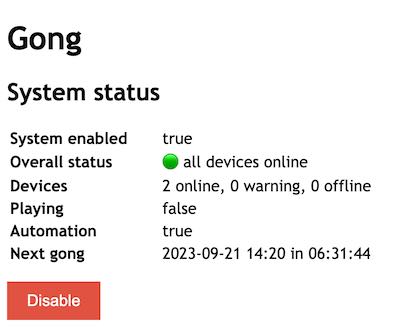 Gong
System status
System enabled true
Overall status 🟢 all devices online
Devices 2 online, 0 warning, 0 offline
Playing false
Automation true
Next gong 2023-09-21 14:20 in 06:31:44
Disable